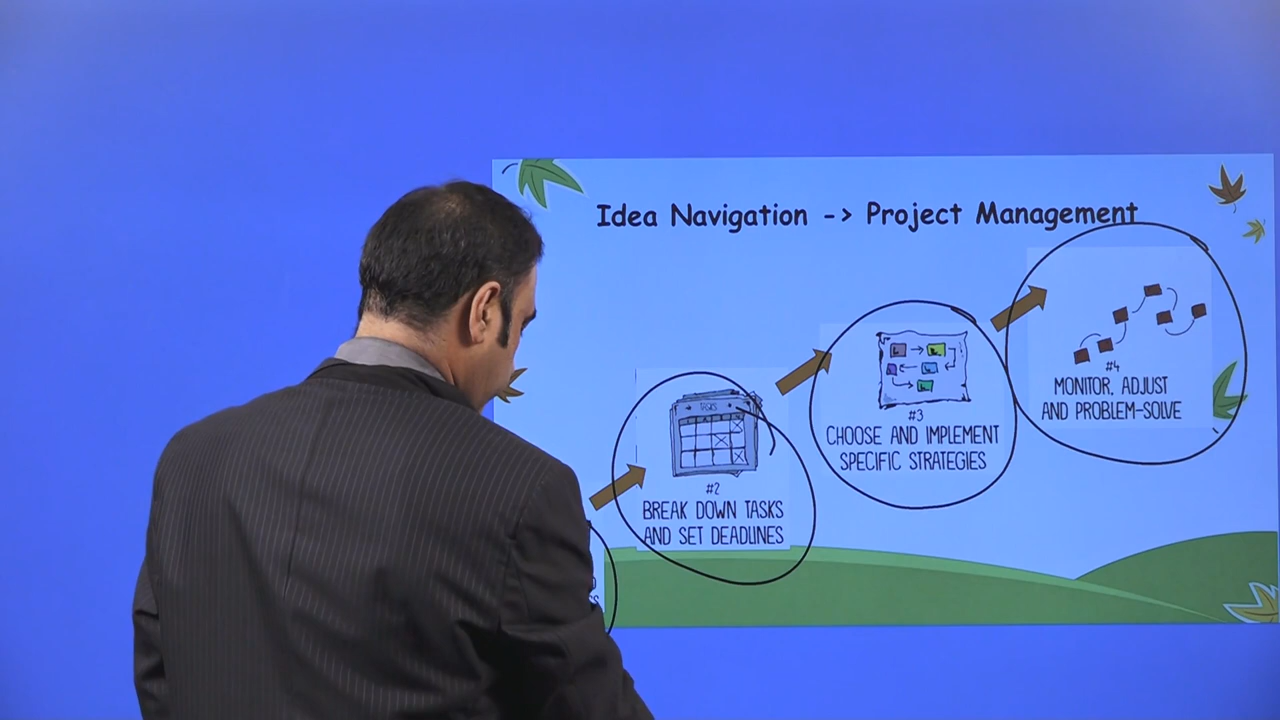 Idea Navigation -> Project Management
#4
MONITOR, ADJUST
AND PROBLEM-SOLVE
#3
CHOOSE AND IMPLEMENT
SPECIFIC STRATEGIES
TASKS
#2
BREAK DOWN TASKS
AND SET DEADLINES